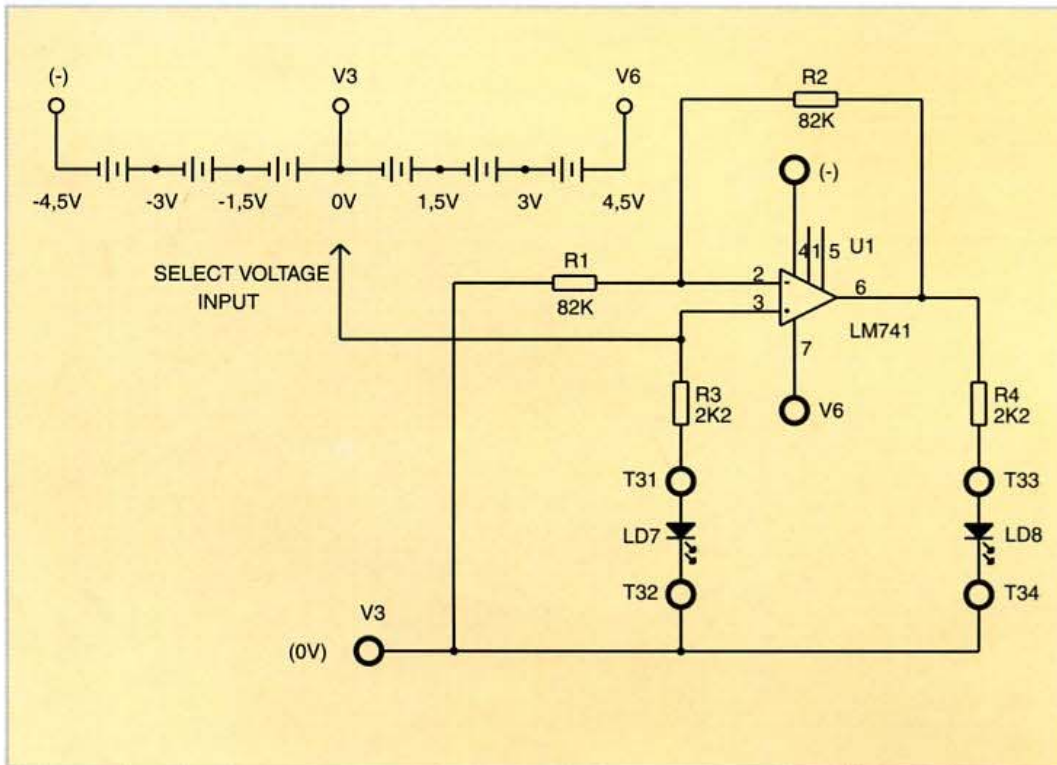 (-)
V3
V6
-4,5V
-3V
-1,5V
0V
1,5V
3V
4,5V
SELECT VOLTAGE
INPUT
R2
82K
(-)
4
1
5
U1
R1
82K
2
3
6
7
LM741
V6
R3
2K2
R4
2K2
T31
T33
LD7
LD8
T32
T34
V3
(0V)